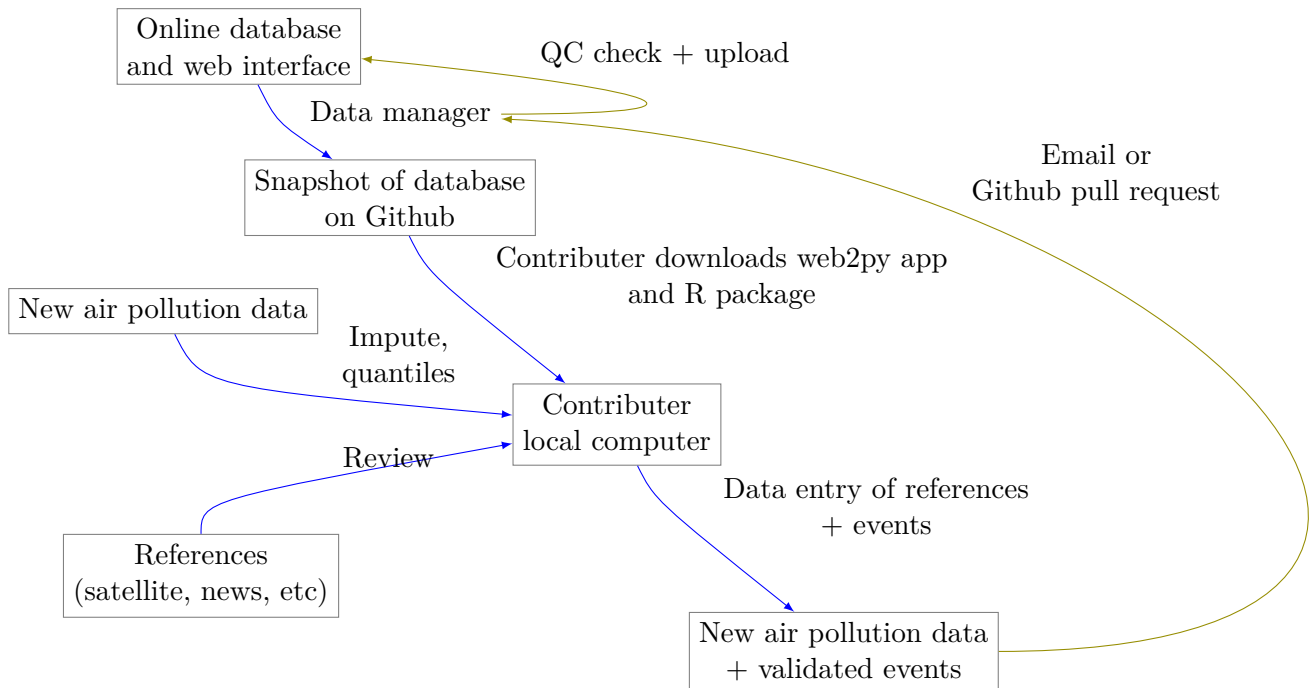 Online database
and web interface
QC check + upload
Data manager
Email or
Github pull request
Snapshot of database
on Github
Contributer downloads web2py app
and R package
New air pollution data
Impute,
quantiles
Contributer
local computer
Review
Data entry of references
+ events
References
(satellite, news, etc)
New air pollution data
+ validated events